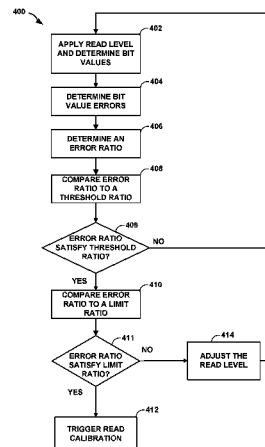 400
402
APPLY READ LEVEL
AND DETERMINE BIT
VALUES
404
DETERMINE BIT
VALUE ERRORS
406
DETERMINE AN
ERROR RATIO
408
COMPARE ERROR
RATIO TO A
THRESHOLD RATIO
409
ERROR RATIO
SATISFY THRESHOLD
RATIO?
NO
YES
410
COMPARE ERROR
RATIO TO A LIMIT
RATIO
411
ERROR RATIO
SATISFY LIMIT
RATIO?
NO
414
ADJUST THE
READ LEVEL
YES
412
TRIGGER READ
CALIBRATION